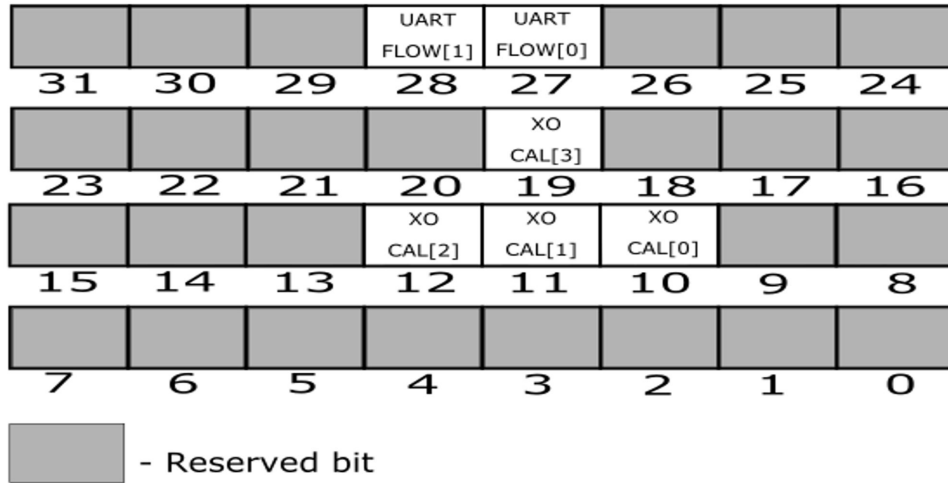 UART UART
FLOW[1] FLOW[0]
31 30 29 28 27 26 25 24
XO
CAL[3]
23 22 21 20 19 18 17 16
XO XO XO
CAL[2] CAL[1] CAL[0]
15 14 13 12 11 10 9 8
7 6 5 4 3 2 1 0
- Reserved bit